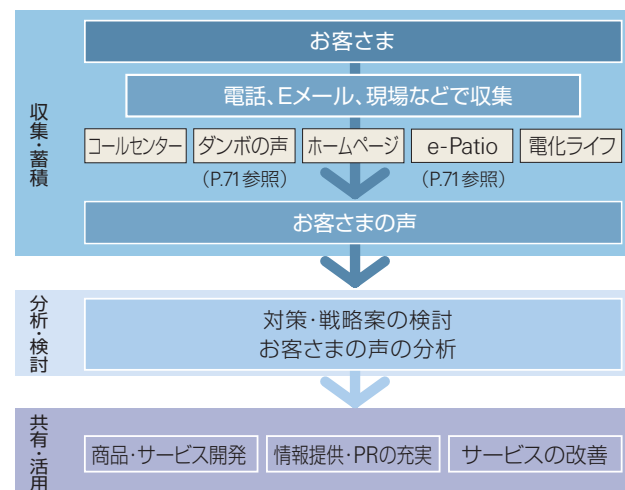 収集・蓄積
お客さま
電話、Eメール、現場などで収集
コールセンター
ダンボの声
ホームページ
e-Patio
電化ライフ
(P.71参照)
(P.71参照)
お客さまの声
分析・検討
対策・戦略案の検討
お客さまの声の分析
共有・活用
商品・サービス開発
情報提供・PRの充実
サービスの改善